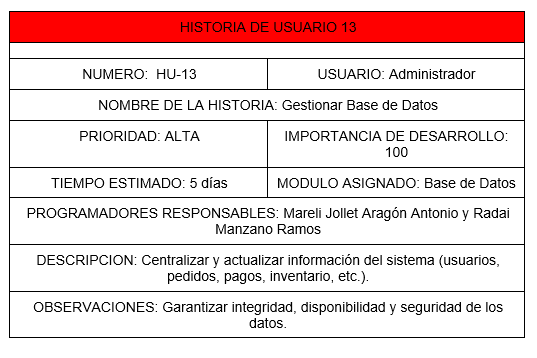 HISTORIA DE USUARIO 13
NUMERO: HU-13
USUARIO: Administrador
NOMBRE DE LA HISTORIA: Gestionar Base de Datos
PRIORIDAD: ALTA
IMPORTANCIA DE DESARROLLO:
100
TIEMPO ESTIMADO: 5 días
MODULO ASIGNADO: Base de Datos
PROGRAMADORES RESPONSABLES: Mareli Jollet Aragón Antonio y Radai
Manzano Ramos
DESCRIPCION: Centralizar y actualizar información del sistema (usuarios,
pedidos, pagos, inventario, etc.).
OBSERVACIONES: Garantizar integridad, disponibilidad y seguridad de los
datos.